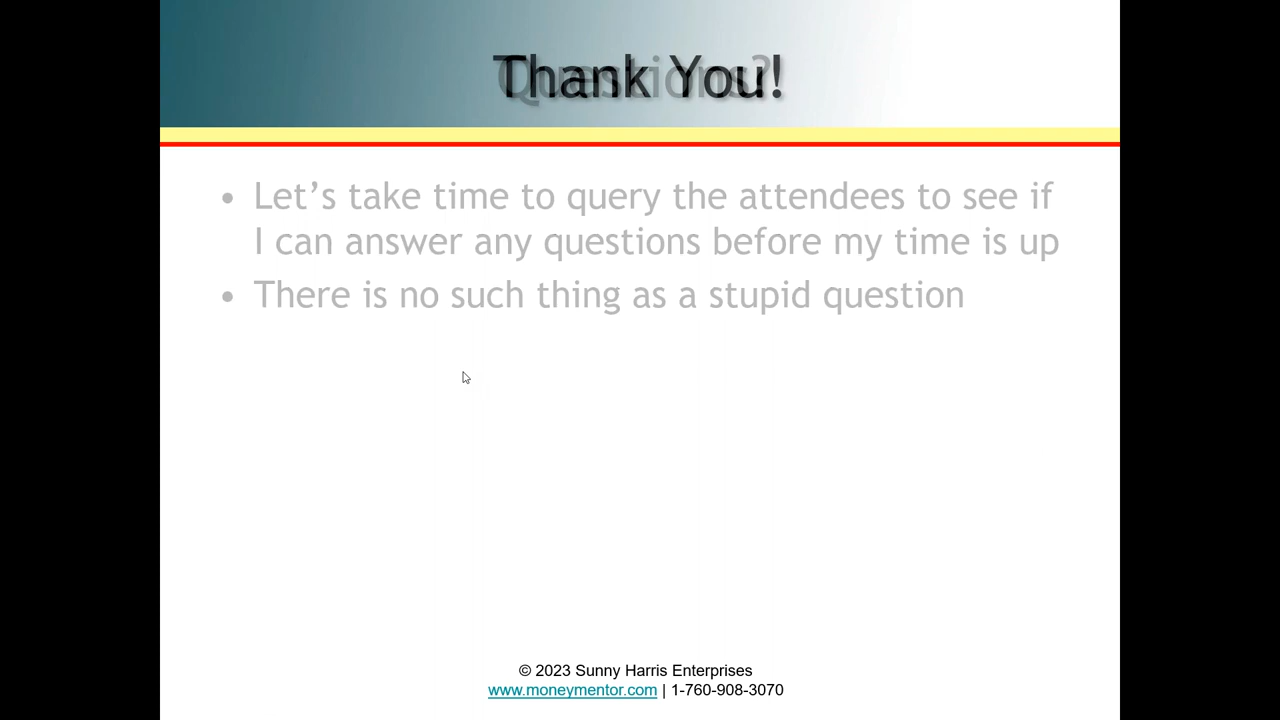 Thank You!
Questions?
• Let’s take time to query the attendees to see if
I can answer any questions before my time is up
• There is no such thing as a stupid question
© 2023 Sunny Harris Enterprises
www.moneymentor.com | 1-760-908-3070